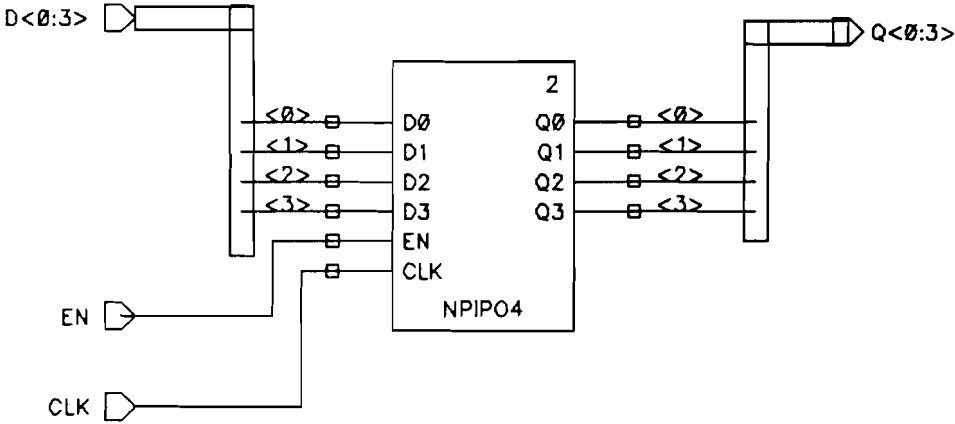 D<0:3>
Q<0:3>
2
<0> D0 Q0 <0>
<1> D1 Q1 <1>
<2> D2 Q2 <2>
<3> D3 Q3 <3>
EN
CLK
NPIPO4
EN
CLK